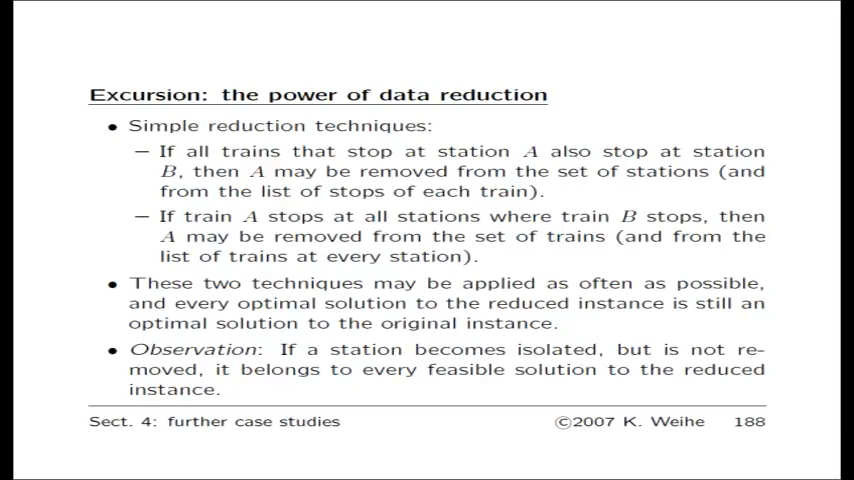 Excursion: the power of data reduction
• Simple reduction techniques:
– If all trains that stop at station A also stop at station
B, then A may be removed from the set of stations (and
from the list of stops of each train).
– If train A stops at all stations where train B stops, then
A may be removed from the set of trains (and from the
list of trains at every station).
• These two techniques may be applied as often as possible,
and every optimal solution to the reduced instance is still an
optimal solution to the original instance.
• Observation: If a station becomes isolated, but is not re-
moved, it belongs to every feasible solution to the reduced
instance.
Sect. 4: further case studies ©2007 K. Weihe 188